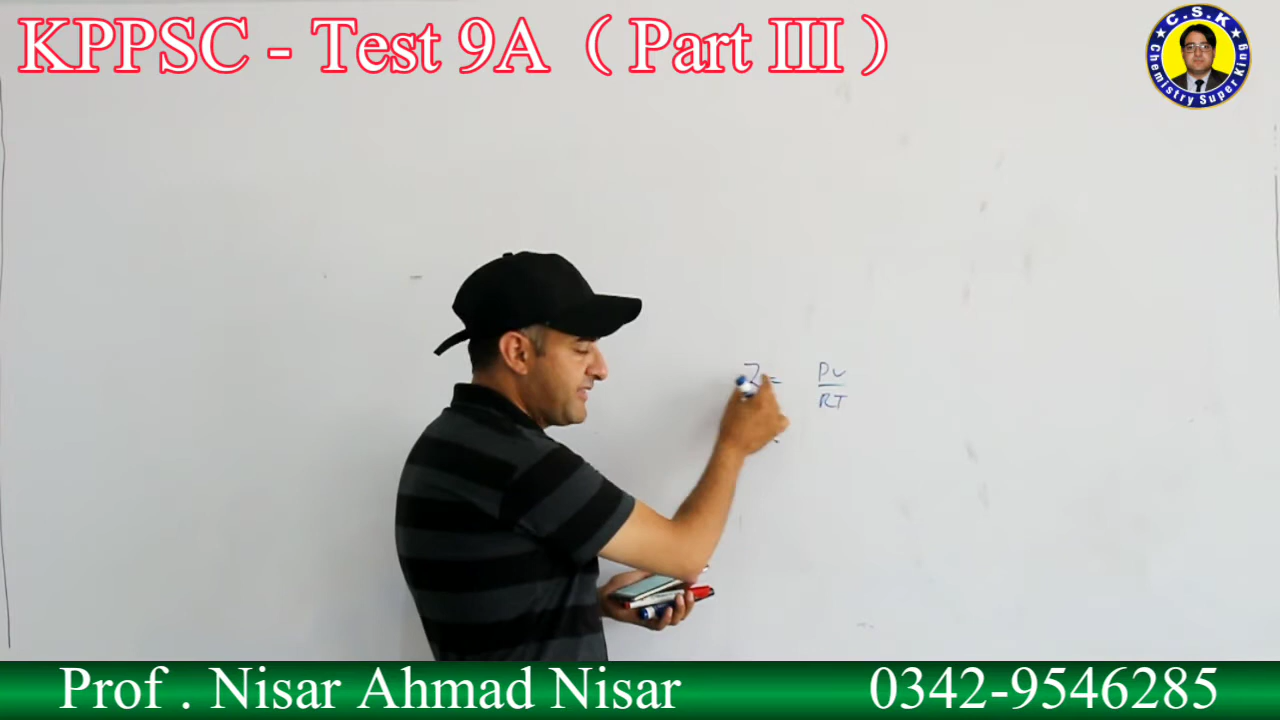 KPPSC - Test 9A ( Part III )
C.S.K
Chemistry Super King
Z = PV
RT
Prof . Nisar Ahmad Nisar
0342-9546285